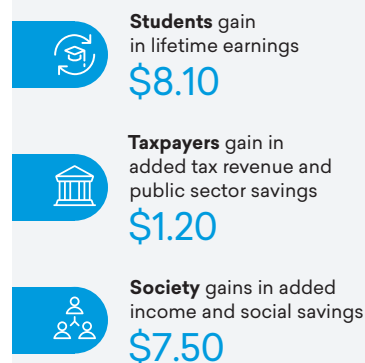 Students gain
in lifetime earnings
$8.10
Taxpayers gain in
added tax revenue and
public sector savings
$1.20
Society gains in added
income and social savings
$7.50